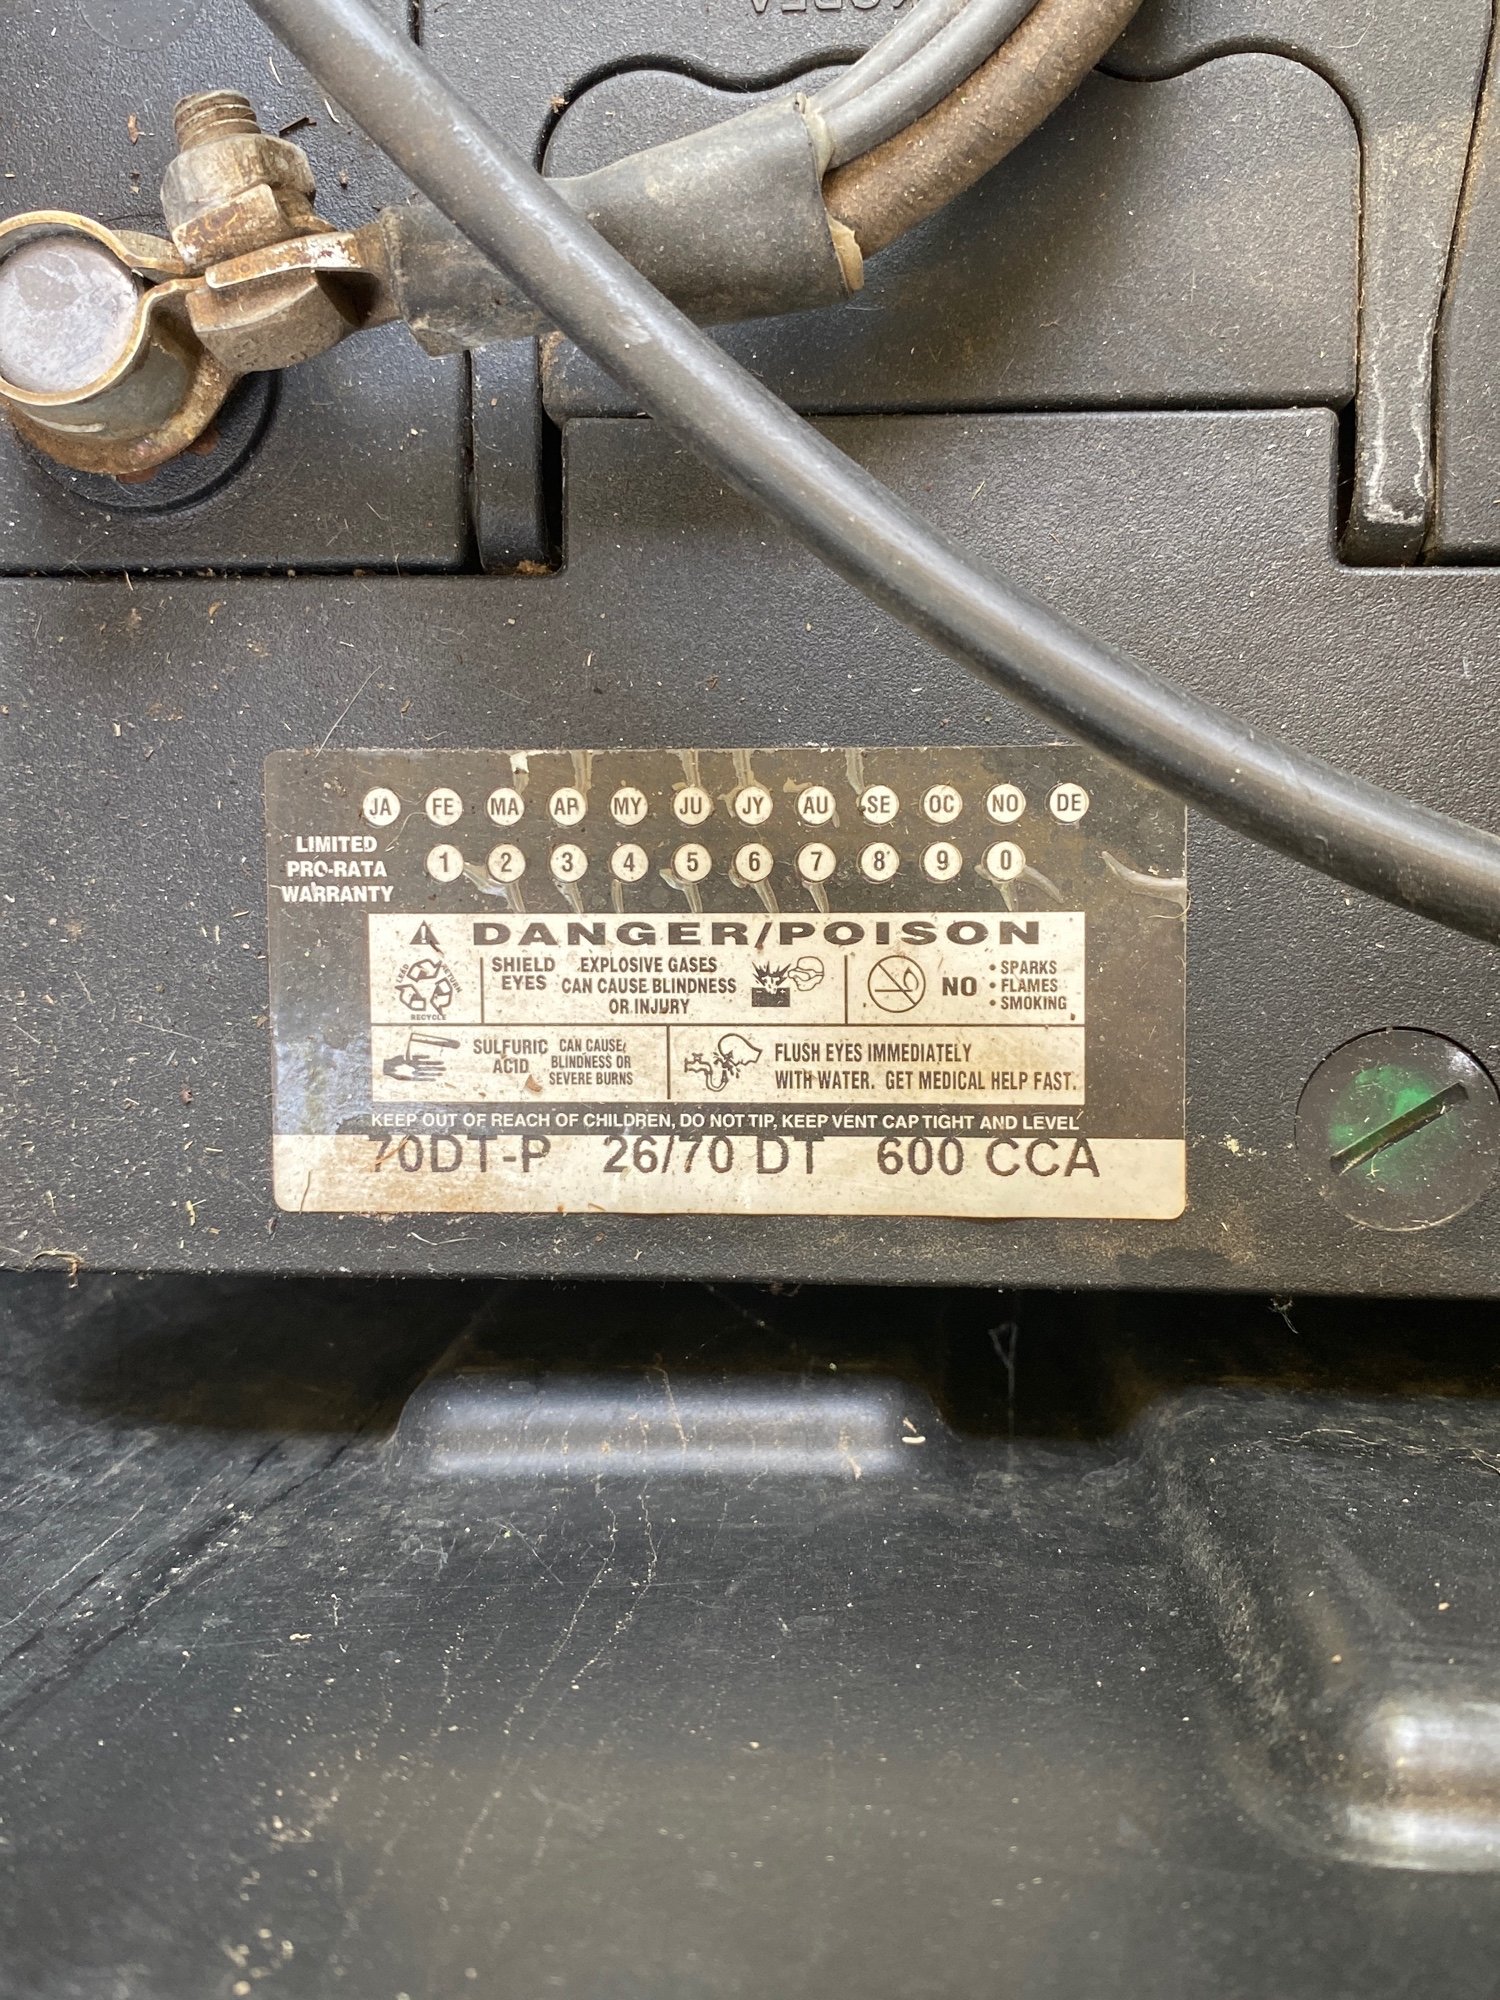 KOREA
JA FE MA AR MY JU JY AU SE OC NO DE
LIMITED
PRO-RATA
WARRANTY
1 2 3 4 5 6 7 8 9 0
DANGER/POISON
LEAD RETURN
RECYCLE
SHIELD
EYES
EXPLOSIVE GASES
CAN CAUSE BLINDNESS
OR INJURY
NO
• SPARKS
• FLAMES
• SMOKING
SULFURIC
ACID
CAN CAUSE
BLINDNESS OR
SEVERE BURNS
FLUSH EYES IMMEDIATELY
WITH WATER. GET MEDICAL HELP FAST.
KEEP OUT OF REACH OF CHILDREN, DO NOT TIP, KEEP VENT CAP TIGHT AND LEVEL
70DT-P 26/70 DT 600 CCA